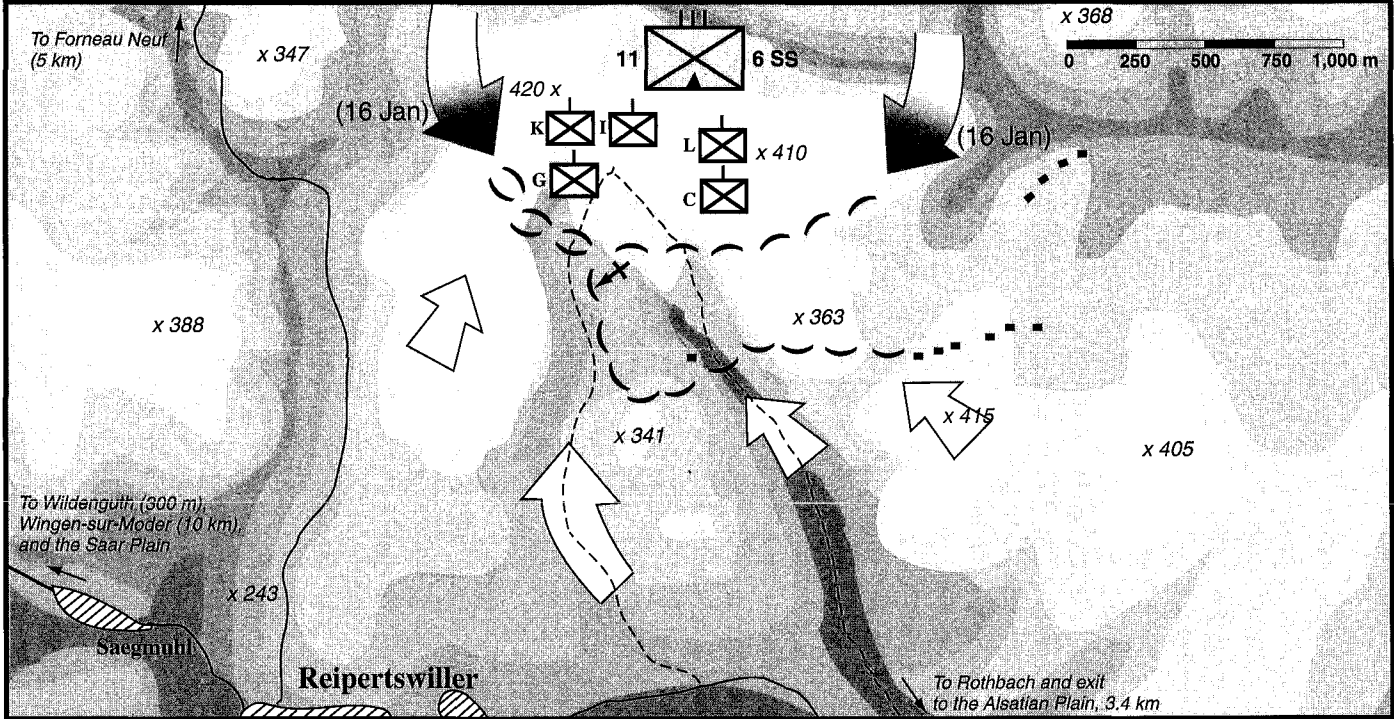 x 368
To Forneau Neuf
(5 km)
x 347
11
6 SS
0 250 500 750 1,000 m
420 x
(16 Jan)
(16 Jan)
K
I
L
x 410
G
C
x 388
x 363
x 415
x 341
x 405
To Wildenguth (300 m),
Wingen-sur-Moder (10 km),
and the Saar Plain
x 243
Saegmuhl
Reipertswiller
To Rothbach and exit
to the Alsatian Plain, 3.4 km